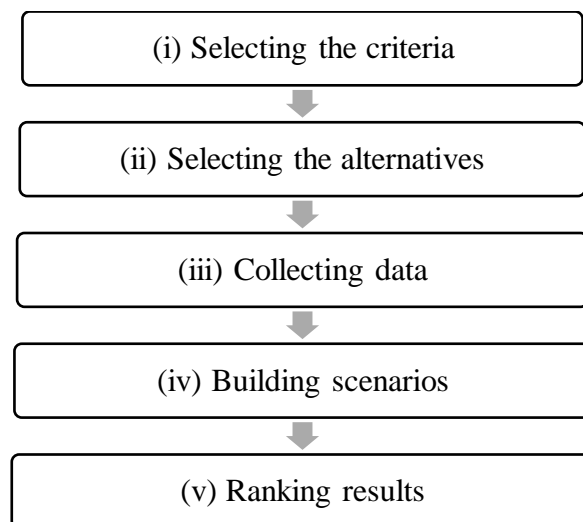 (i) Selecting the criteria
(ii) Selecting the alternatives
(iii) Collecting data
(iv) Building scenarios
(v) Ranking results